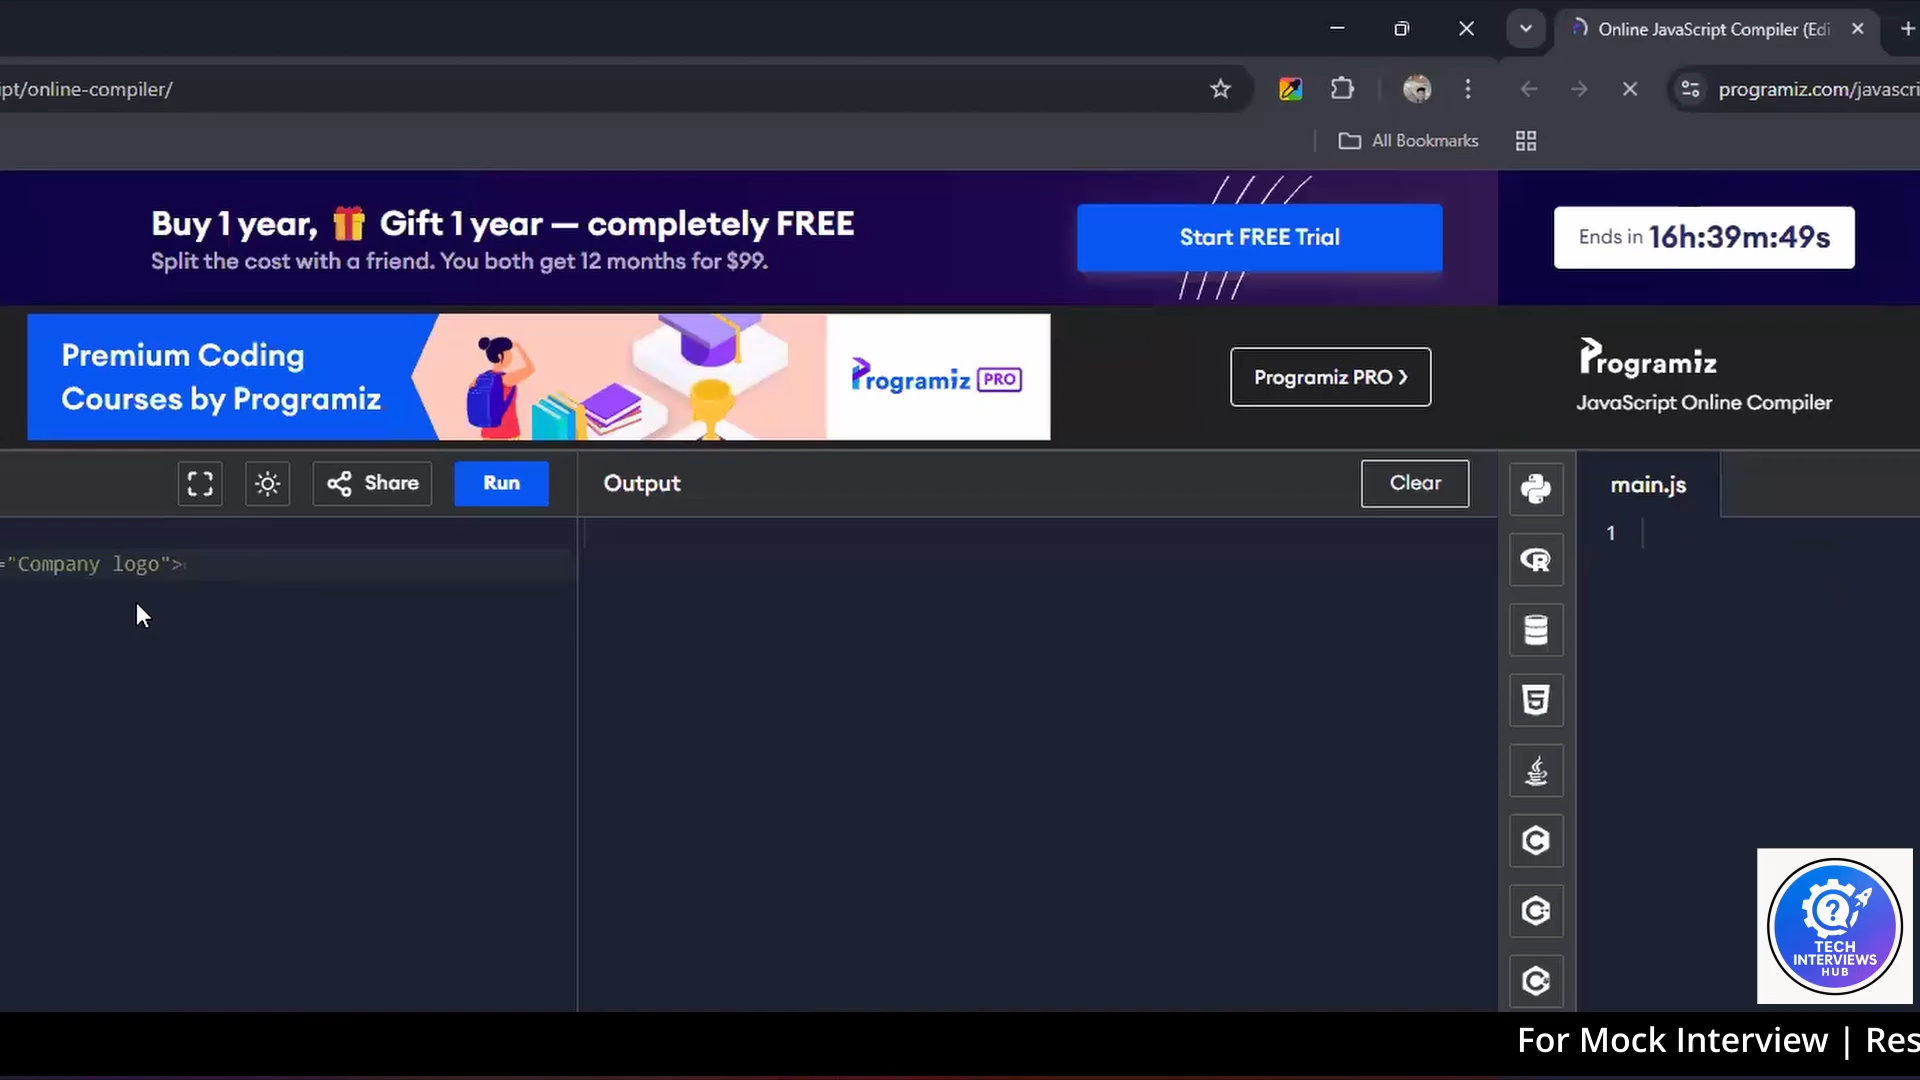 Online JavaScript Compiler (Edi
pt/online-compiler/
programiz.com/javascri
All Bookmarks
Buy 1 year, Gift 1 year — completely FREE
Split the cost with a friend. You both get 12 months for $99.
Start FREE Trial
Ends in 16h:39m:49s
Premium Coding
Courses by Programiz
Programiz PRO
Programiz PRO ❯
Programiz
JavaScript Online Compiler
Share
Run
Output
Clear
main.js
1
="Company logo">
TECH
INTERVIEWS
HUB
For Mock Interview | Res